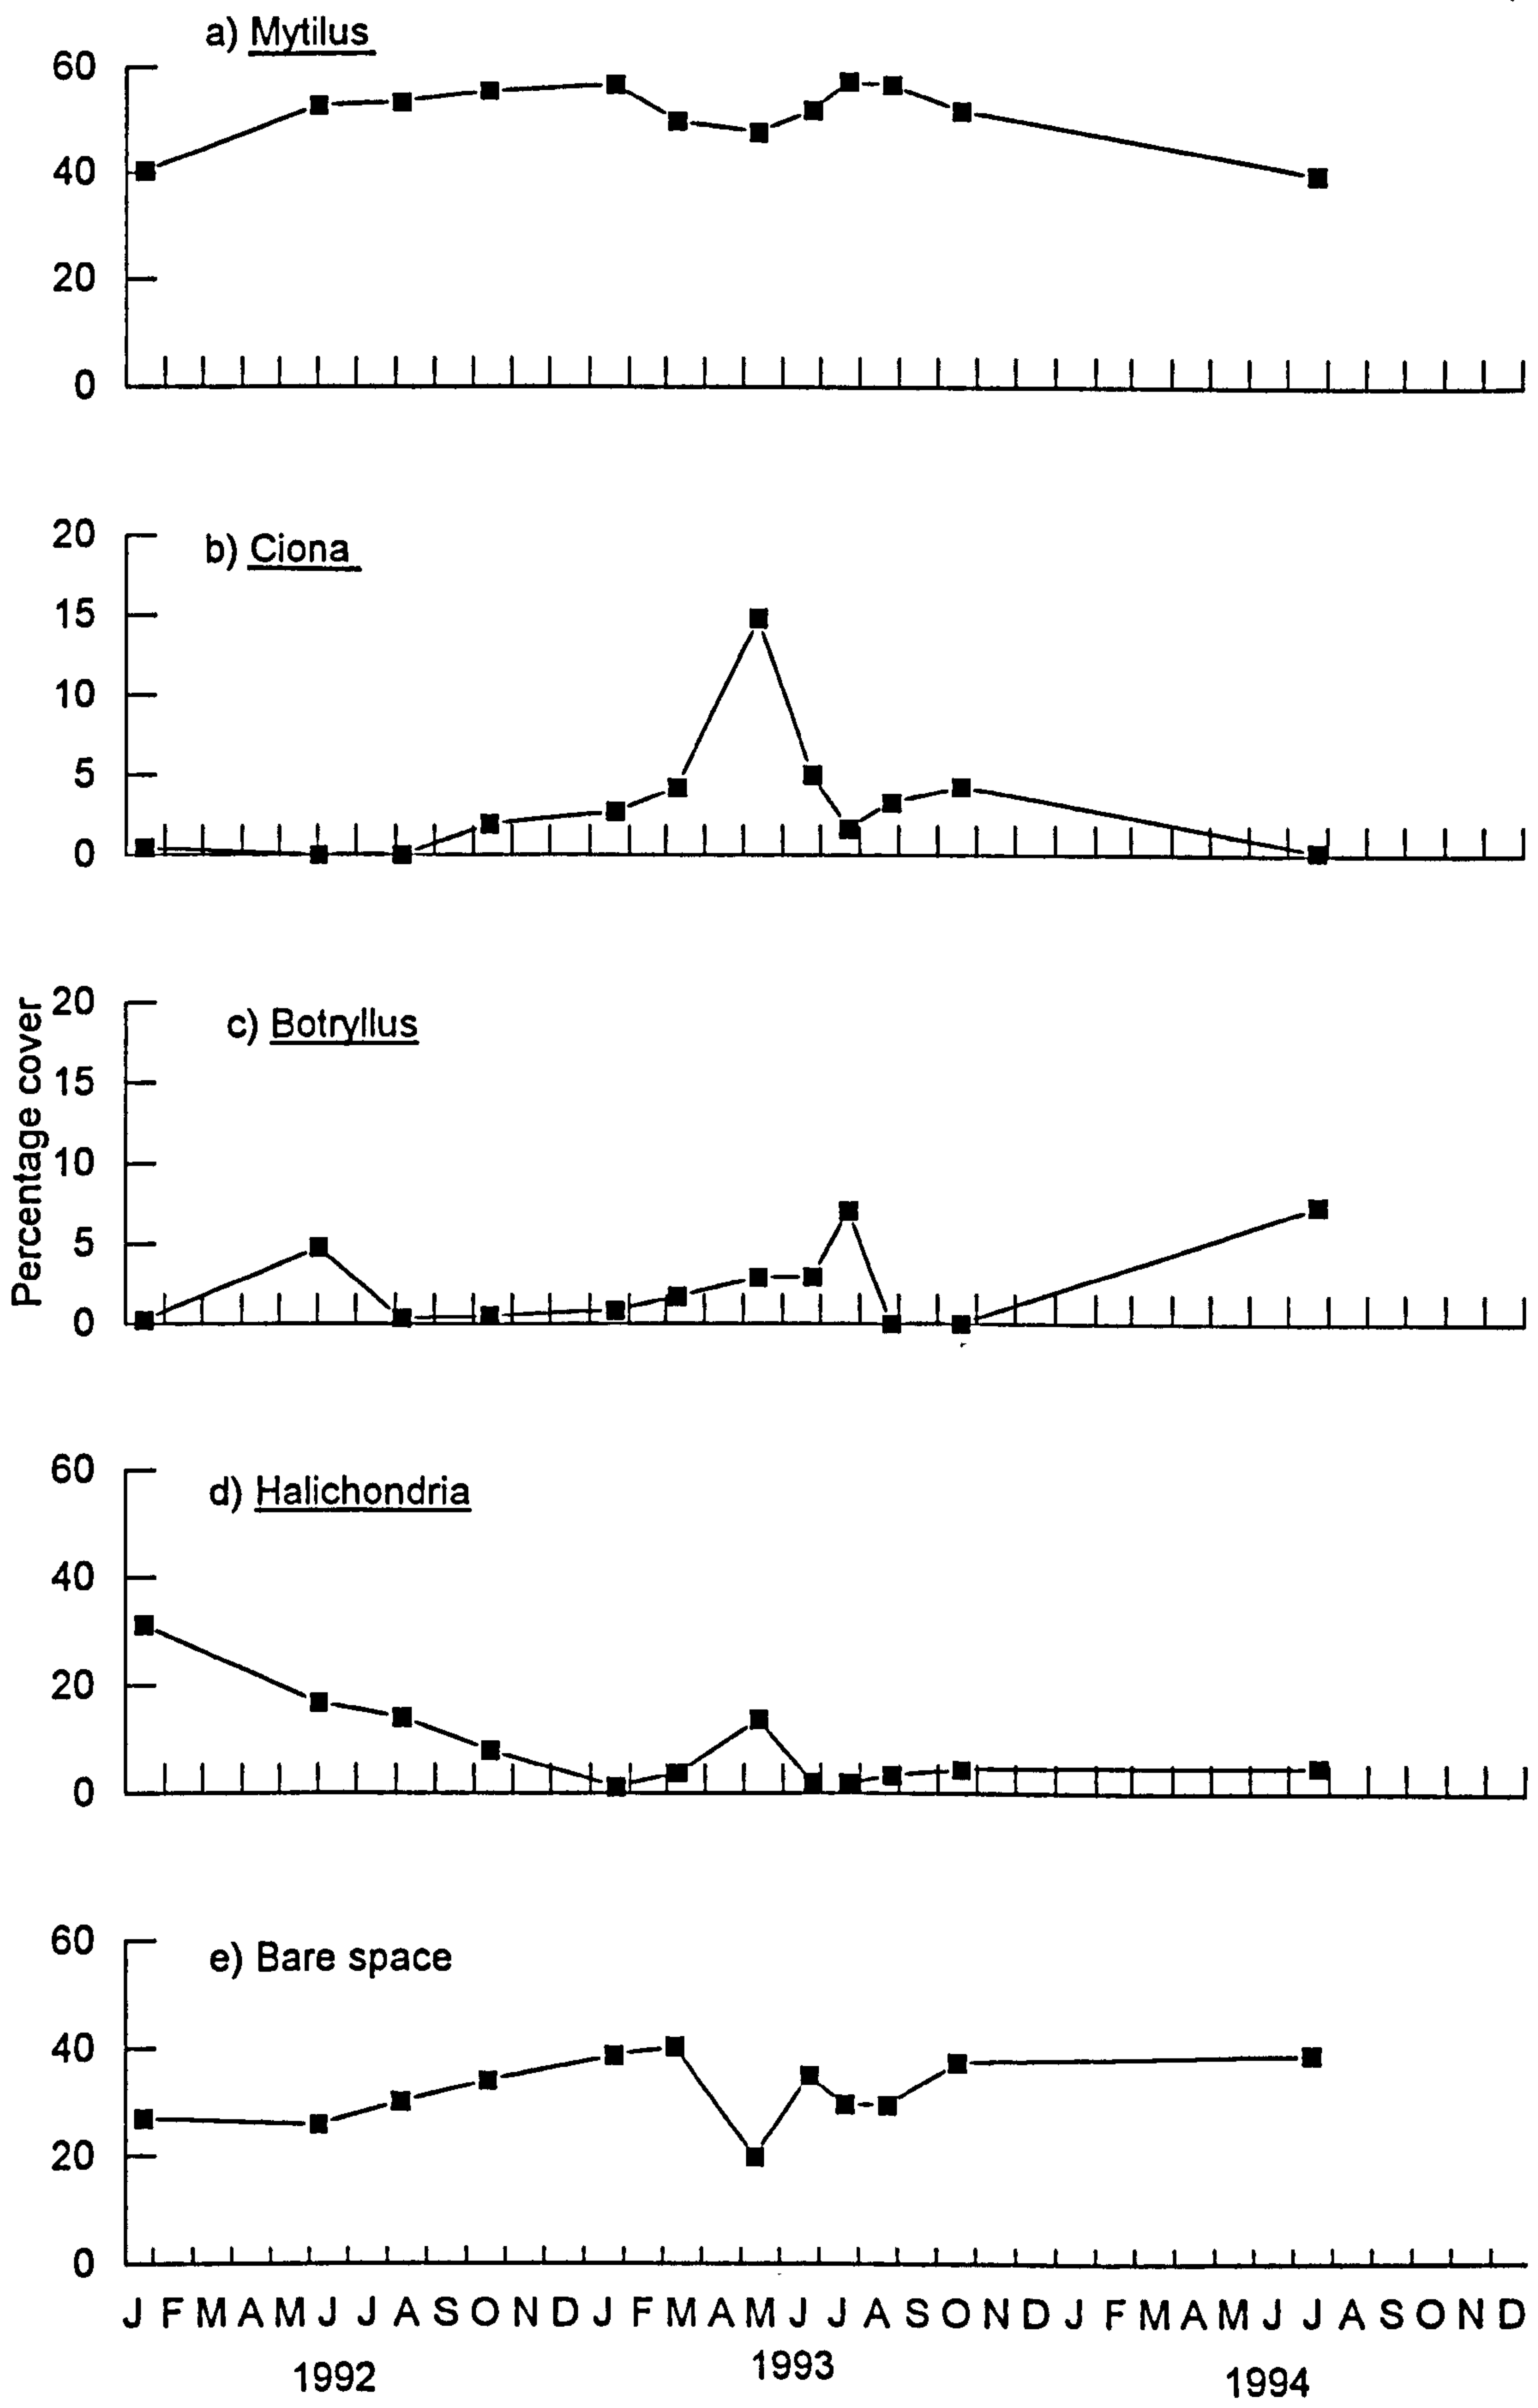 a) Mytilus
60
40
20
0
b) Ciona
20
15
10
5
0
c) Botryllus
20
15
10
5
0
Percentage cover
d) Halichondria
60
40
20
0
e) Bare space
60
40
20
0
J F M A M J J A S O N D J F M A M J J A S O N D J F M A M J J A S O N D
1992 1993 1994